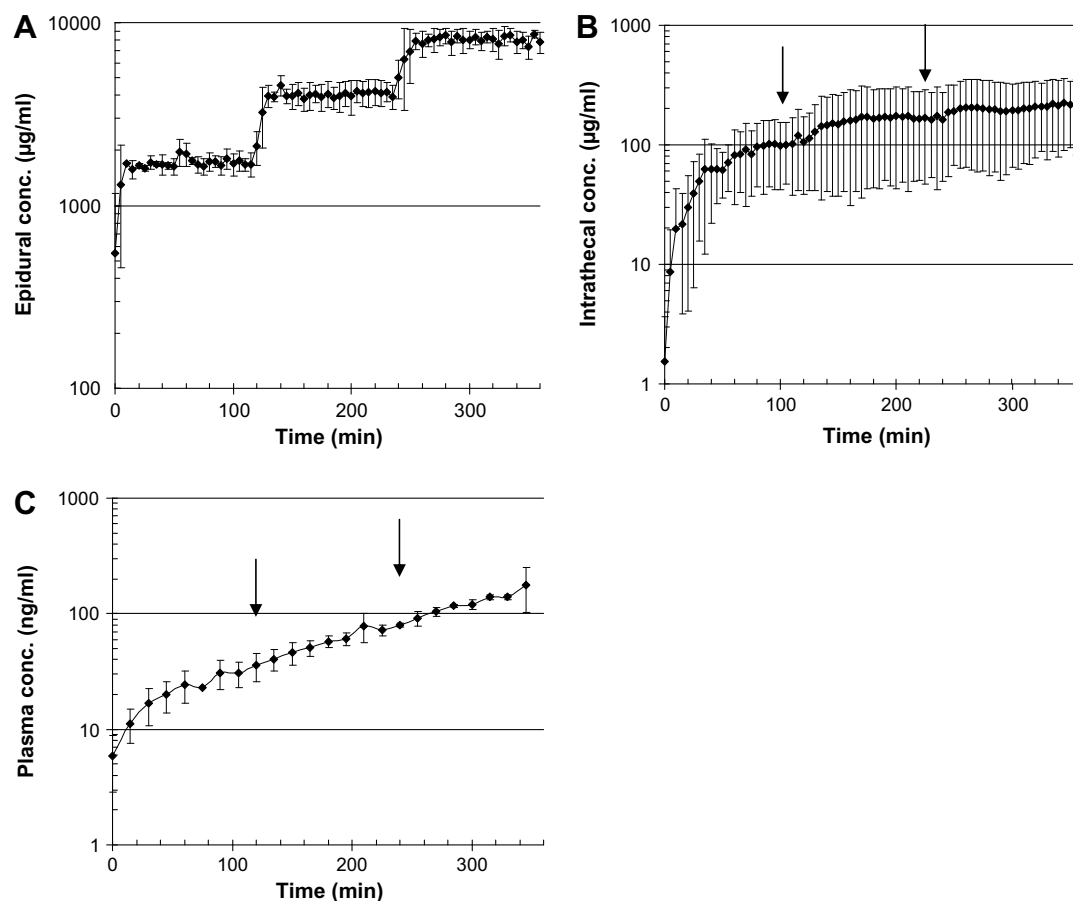 A
Epidural conc. (µg/ml)
10000
1000
100
0 100 200 300
Time (min)
B
Intrathecal conc. (µg/ml)
1000
100
10
1
0 100 200 300
Time (min)
C
Plasma conc. (ng/ml)
1000
100
10
1
0 100 200 300
Time (min)